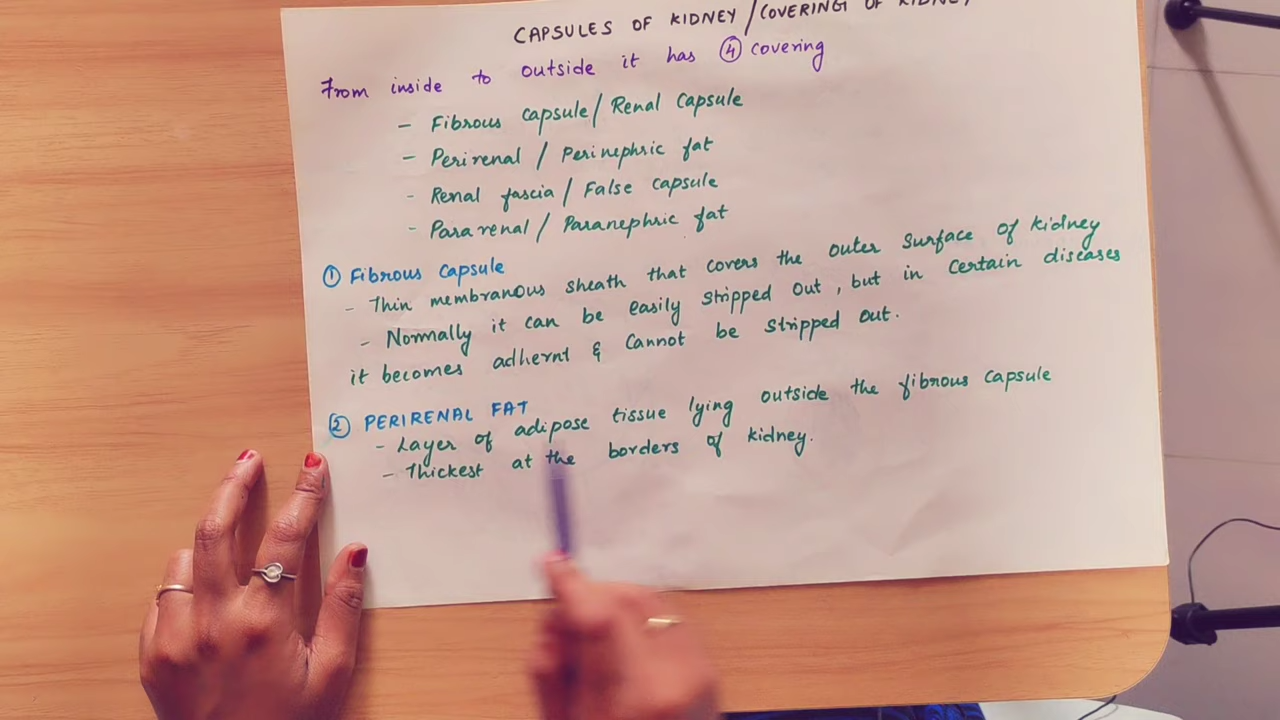 CAPSULES OF KIDNEY / COVERING OF KIDNEY
From inside to outside it has ④ covering
- Fibrous capsule / Renal Capsule
- Perirenal / Perinephric fat
- Renal fascia / False capsule
- Pararenal / Paranephric fat
① Fibrous Capsule
- Thin membranous sheath that covers the outer surface of kidney
- Normally it can be easily stripped out, but in certain diseases
it becomes adhernt & cannot be stripped out.
② PERIRENAL FAT
- Layer of adipose tissue lying outside the fibrous capsule
- Thickest at the borders of kidney.